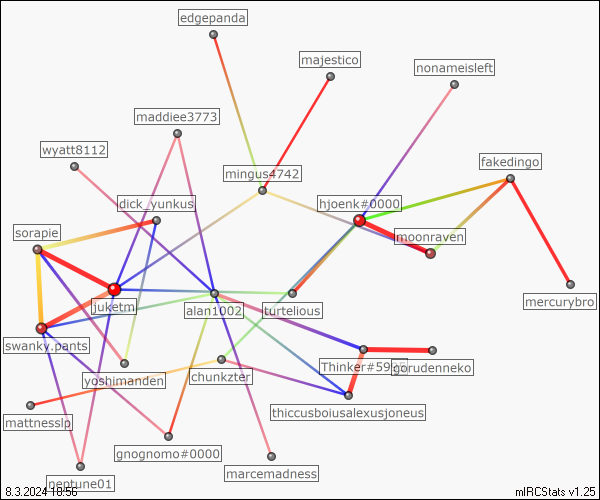 edgepanda
majestico
nonameisleft
maddiee3773
wyatt8112
fakedingo
mingus4742
dick_yunkus
hjoenk#0000
sorapie
moonraven
mercurybro
juketm
alan1002
turtelious
swanky.pants
Thinker#59
gorudenneko
yoshimanden
chunkzter
thiccusboiusalexusjoneus
mattnesslp
gnognomo#0000
marcemadness
neptune01
8.3.2024 18:56
mIRCStats v1.25